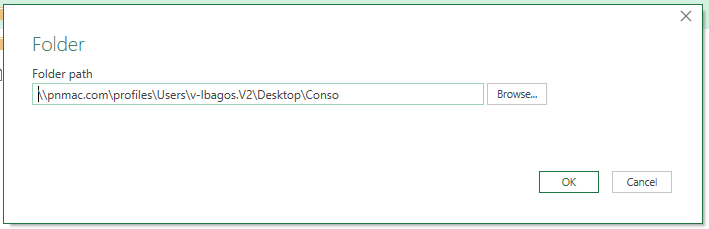 Folder
Folder path
\\pnmac.com\profiles\Users\v-lbagos.V2\Desktop\Conso
Browse...
OK
Cancel